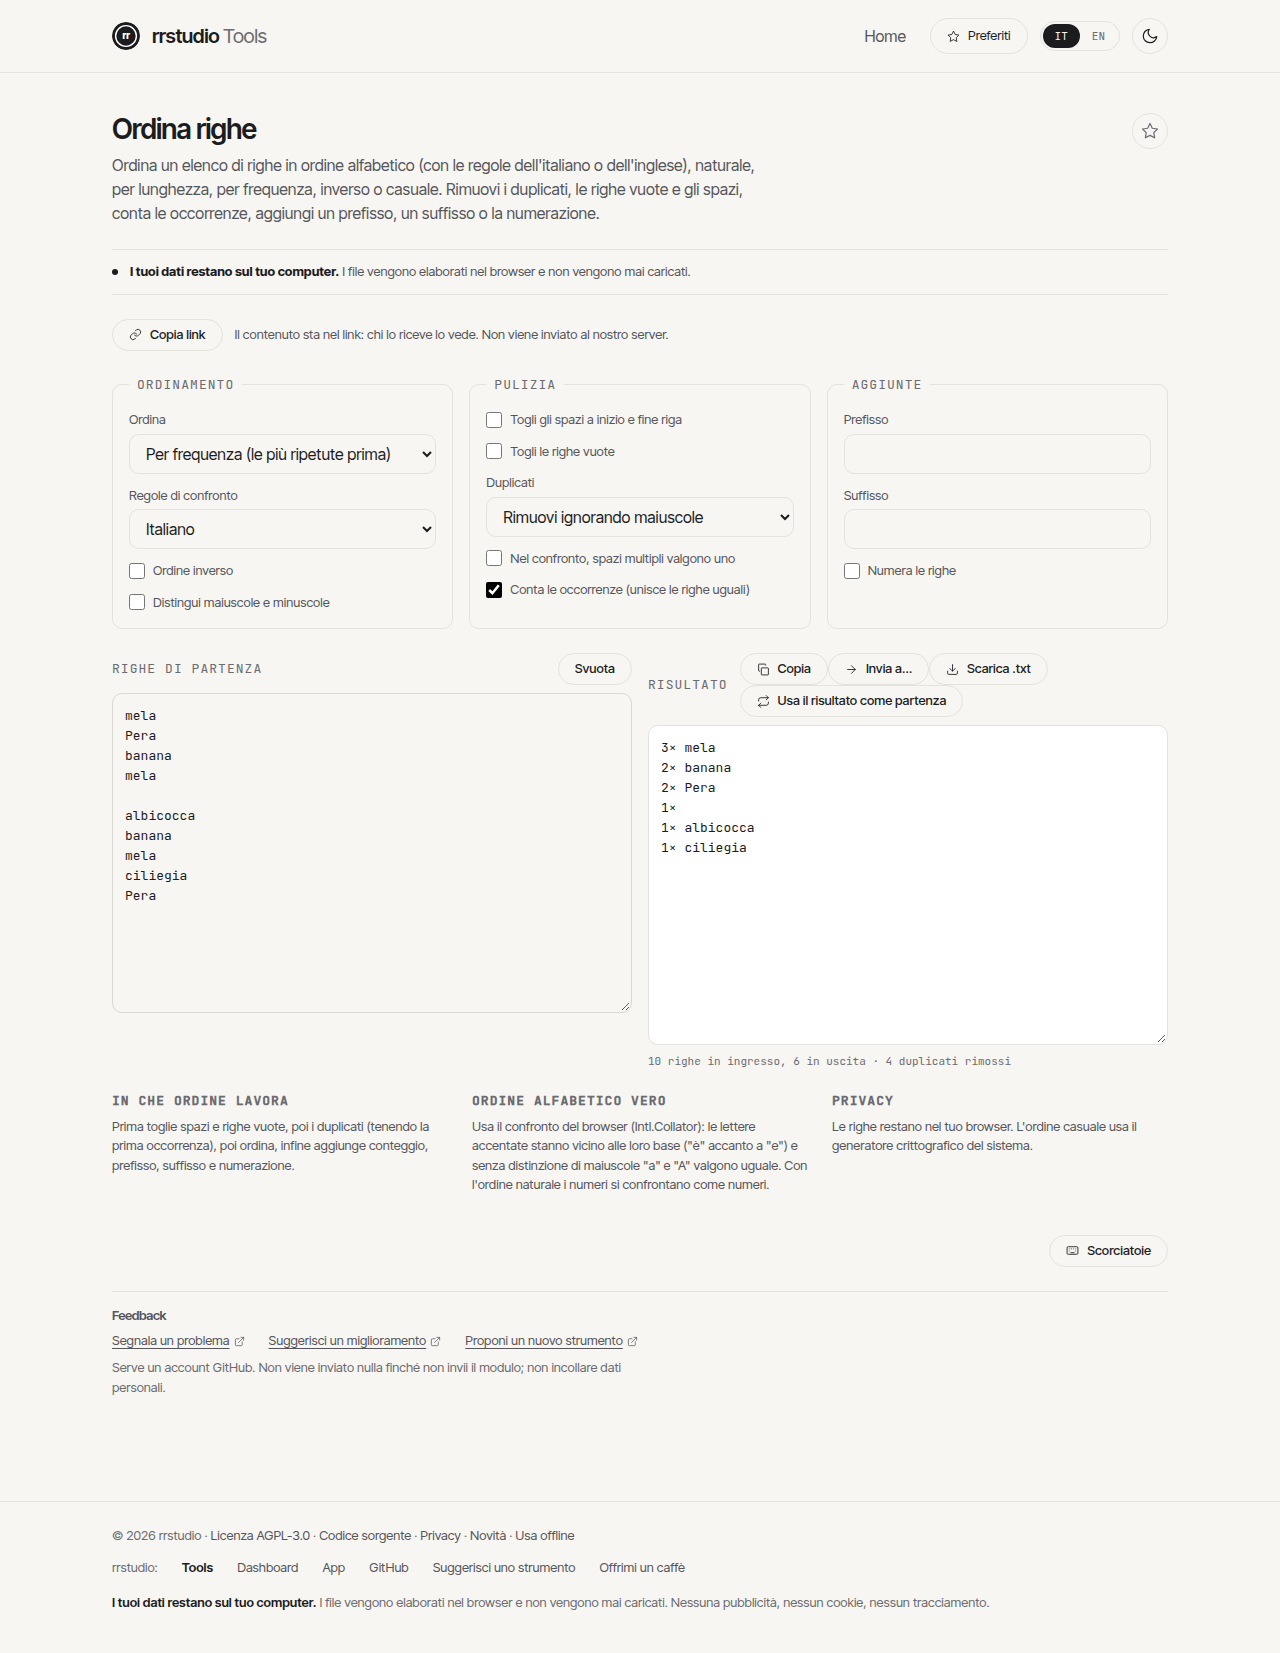 rr rrstudio Tools
Home
Preferiti
IT EN
Ordina righe
Ordina un elenco di righe in ordine alfabetico (con le regole dell'italiano o dell'inglese), naturale,
per lunghezza, per frequenza, inverso o casuale. Rimuovi i duplicati, le righe vuote e gli spazi,
conta le occorrenze, aggiungi un prefisso, un suffisso o la numerazione.
I tuoi dati restano sul tuo computer. I file vengono elaborati nel browser e non vengono mai caricati.
Copia link
Il contenuto sta nel link: chi lo riceve lo vede. Non viene inviato al nostro server.
ORDINAMENTO
Ordina
Per frequenza (le più ripetute prima)
Regole di confronto
Italiano
Ordine inverso
Distingui maiuscole e minuscole
PULIZIA
Togli gli spazi a inizio e fine riga
Togli le righe vuote
Duplicati
Rimuovi ignorando maiuscole
Nel confronto, spazi multipli valgono uno
Conta le occorrenze (unisce le righe uguali)
AGGIUNTE
Prefisso
Suffisso
Numera le righe
RIGHE DI PARTENZA
Svuota
mela
Pera
banana
mela
albicocca
banana
mela
ciliegia
Pera
RISULTATO
Copia
Invia a…
Scarica .txt
Usa il risultato come partenza
3× mela
2× banana
2× Pera
1×
1× albicocca
1× ciliegia
10 righe in ingresso, 6 in uscita · 4 duplicati rimossi
IN CHE ORDINE LAVORA
Prima toglie spazi e righe vuote, poi i duplicati (tenendo la
prima occorrenza), poi ordina, infine aggiunge conteggio,
prefisso, suffisso e numerazione.
ORDINE ALFABETICO VERO
Usa il confronto del browser (Intl.Collator): le lettere
accentate stanno vicino alle loro base ("è" accanto a "e") e
senza distinzione di maiuscole "a" e "A" valgono uguale. Con
l'ordine naturale i numeri si confrontano come numeri.
PRIVACY
Le righe restano nel tuo browser. L'ordine casuale usa il
generatore crittografico del sistema.
Scorciatoie
Feedback
Segnala un problema
Suggerisci un miglioramento
Proponi un nuovo strumento
Serve un account GitHub. Non viene inviato nulla finché non invii il modulo; non incollare dati
personali.
© 2026 rrstudio · Licenza AGPL-3.0 · Codice sorgente · Privacy · Novità · Usa offline
rrstudio: Tools Dashboard App GitHub Suggerisci uno strumento Offrimi un caffè
I tuoi dati restano sul tuo computer. I file vengono elaborati nel browser e non vengono mai caricati. Nessuna pubblicità, nessun cookie, nessun tracciamento.